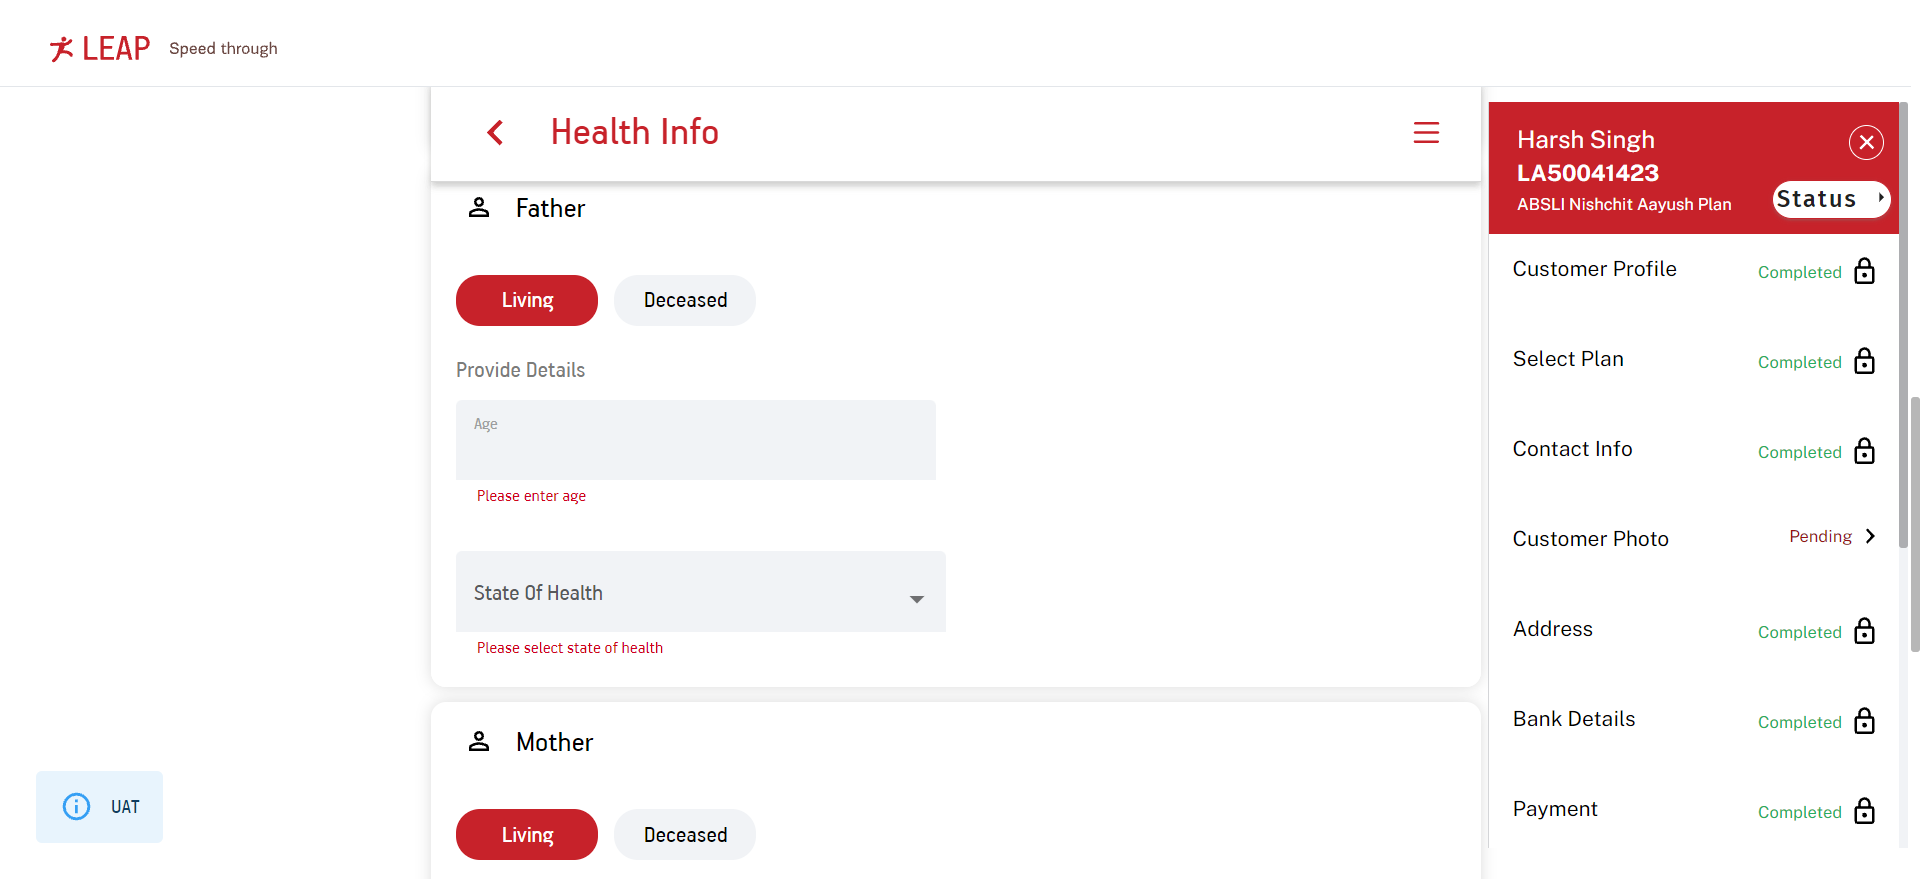 LEAP Speed through
Health Info
Father
Living Deceased
Provide Details
Age
Please enter age
State Of Health
Please select state of health
Mother
Living Deceased
UAT
Harsh Singh
LA50041423
ABSLI Nishchit Aayush Plan
Status
Customer Profile Completed
Select Plan Completed
Contact Info Completed
Customer Photo Pending
Address Completed
Bank Details Completed
Payment Completed